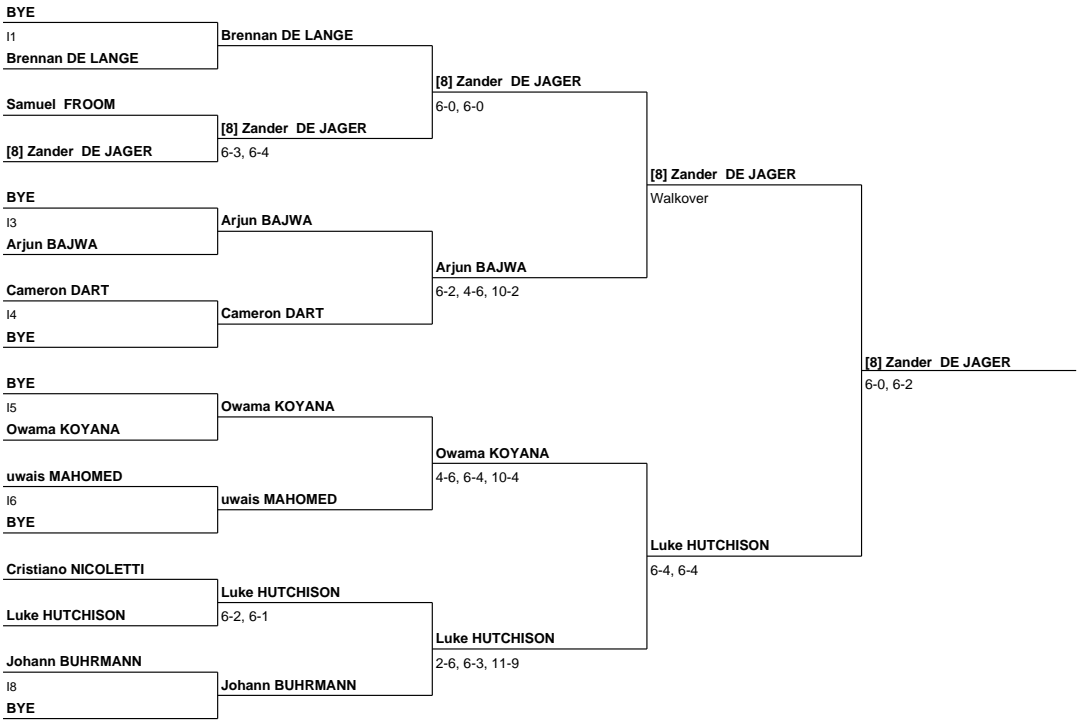 BYE
I1
Brennan DE LANGE
Samuel  FROOM
[8] Zander  DE JAGER
BYE
I3
Arjun BAJWA
Cameron DART
I4
BYE
BYE
I5
Owama KOYANA
uwais MAHOMED
I6
BYE
Cristiano NICOLETTI
Luke HUTCHISON
Johann BUHRMANN
I8
BYE
Brennan DE LANGE
[8] Zander  DE JAGER
6-3, 6-4
Arjun BAJWA
Cameron DART
Owama KOYANA
uwais MAHOMED
Luke HUTCHISON
6-2, 6-1
Johann BUHRMANN
[8] Zander  DE JAGER
6-0, 6-0
Arjun BAJWA
6-2, 4-6, 10-2
Owama KOYANA
4-6, 6-4, 10-4
Luke HUTCHISON
2-6, 6-3, 11-9
[8] Zander  DE JAGER
Walkover
Luke HUTCHISON
6-4, 6-4
[8] Zander  DE JAGER
6-0, 6-2